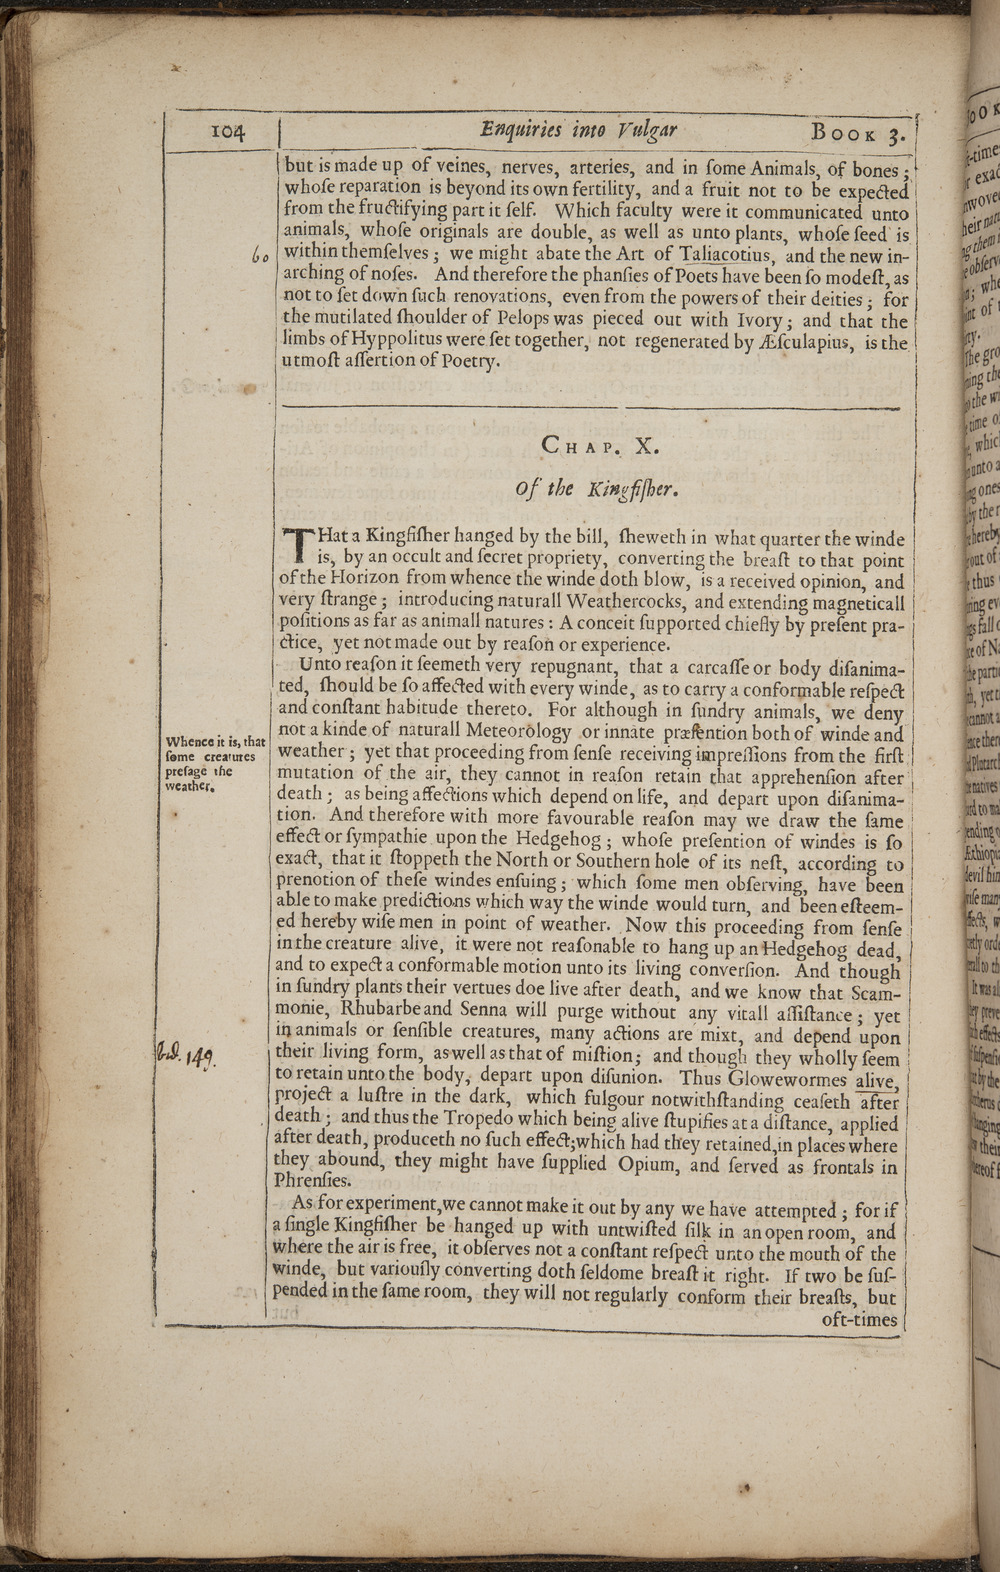 104
Enquiries into Vulgar
Book 3.
but is made up of veines, nerves, arteries, and in ſome Animals, of bones;
whoſe reparation is beyond its own fertility, and a fruit not to be expected
from the fructifying part it ſelf. Which faculty were it communicated unto
animals, whoſe originals are double, as well as unto plants, whoſe ſeed is
60
within themſelves; we might abate the Art of Taliacotius, and the new in-
arching of noſes. And therefore the phanſies of Poets have been ſo modeſt, as
not to ſet down ſuch renovations, even from the powers of their deities; for
the mutilated ſhoulder of Pelops was pieced out with Ivory; and that the
limbs of Hyppolitus were ſet together, not regenerated by Æſculapius, is the
utmoſt aſſertion of Poetry.
Chap. X.
Of the Kingfiſher.
THat a Kingfiſher hanged by the bill, ſheweth in what quarter the winde
is, by an occult and ſecret propriety, converting the breaſt to that point
of the Horizon from whence the winde doth blow, is a received opinion, and
very ſtrange; introducing naturall Weathercocks, and extending magneticall
poſitions as far as animall natures: A conceit ſupported chiefly by preſent pra-
ctice, yet not made out by reaſon or experience.
Unto reaſon it ſeemeth very repugnant, that a carcaſſe or body diſanima-
ted, ſhould be ſo affected with every winde, as to carry a conformable reſpect
and conſtant habitude thereto. For although in ſundry animals, we deny
not a kinde of naturall Meteorology or innate præſention both of winde and
Whence it is, that
ſome creatures
preſage the
weather.
weather; yet that proceeding from ſenſe receiving impreſſions from the firſt
mutation of the air, they cannot in reaſon retain that apprehenſion after
death; as being affections which depend on life, and depart upon diſanima-
tion. And therefore with more favourable reaſon may we draw the ſame
effect or ſympathie upon the Hedgehog; whoſe preſention of windes is ſo
exact, that it ſtoppeth the North or Southern hole of its neſt, according to
prenotion of theſe windes enſuing; which ſome men obſerving, have been
able to make predictions which way the winde would turn, and been eſteem-
ed hereby wiſe men in point of weather. Now this proceeding from ſenſe
in the creature alive, it were not reaſonable to hang up an Hedgehog dead,
and to expect a conformable motion unto its living converſion. And though
in ſundry plants their vertues doe live after death, and we know that Scam-
monie, Rhubarbe and Senna will purge without any vitall aſſiſtance; yet
in animals or ſenſible creatures, many actions are mixt, and depend upon
149.
their living form, as well as that of miſtion; and though they wholly ſeem
to retain unto the body, depart upon diſunion. Thus Glowewormes alive,
project a luſtre in the dark, which fulgour notwithſtanding ceaſeth after
death; and thus the Tropedo which being alive ſtupifies at a diſtance, applied
after death, produceth no ſuch effect; which had they retained, in places where
they abound, they might have ſupplied Opium, and ſerved as frontals in
Phrenſies.
As for experiment, we cannot make it out by any we have attempted; for if
a ſingle Kingfiſher be hanged up with untwiſted ſilk in an open room, and
where the air is free, it obſerves not a conſtant reſpect unto the mouth of the
winde, but variouſly converting doth ſeldome breaſt it right. If two be ſuſ-
pended in the ſame room, they will not regularly conform their breaſts, but
oft-times